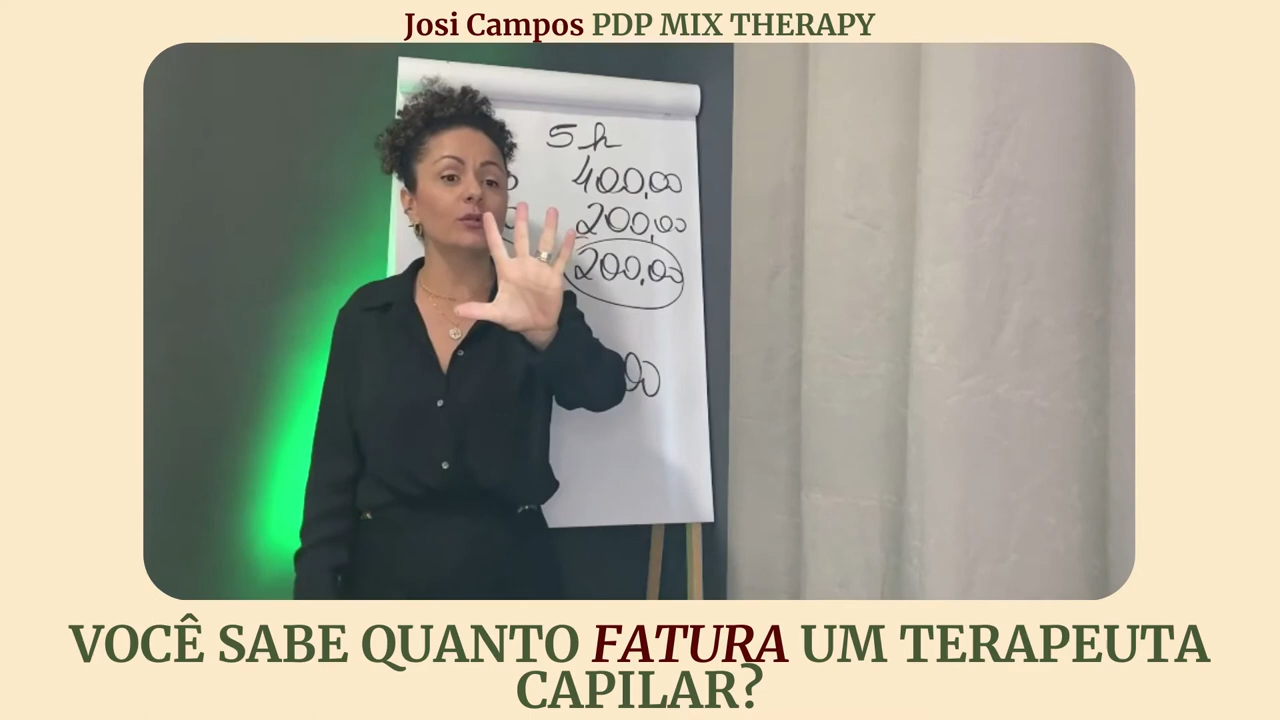 Josi Campos PDP MIX THERAPY
5h
400,00
200,00
200,00
00
VOCÊ SABE QUANTO FATURA UM TERAPEUTA
CAPILAR?